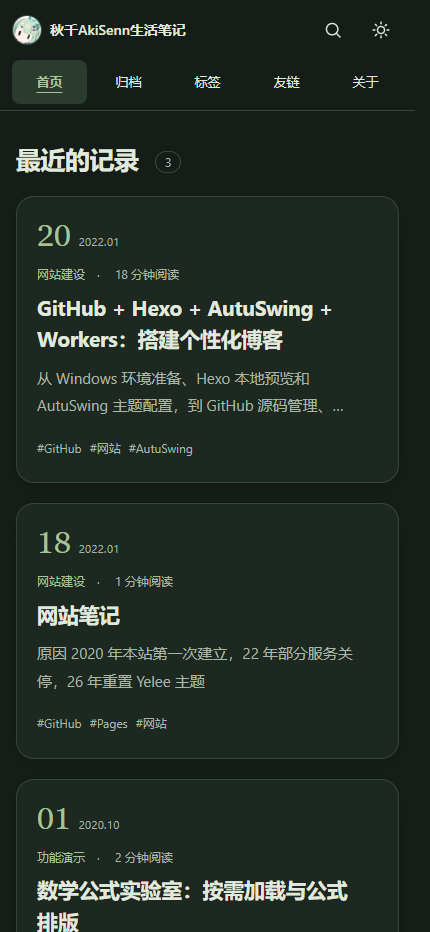 秋千AkiSenn生活笔记
首页 归档 标签 友链 关于
最近的记录 3
20 2022.01
网站建设 · 18 分钟阅读
GitHub + Hexo + AutuSwing +
Workers：搭建个性化博客
从 Windows 环境准备、Hexo 本地预览和
AutuSwing 主题配置，到 GitHub 源码管理、...
#GitHub #网站 #AutuSwing
18 2022.01
网站建设 · 1 分钟阅读
网站笔记
原因 2020 年本站第一次建立，22 年部分服务关
停，26 年重置 Yelee 主题
#GitHub #Pages #网站
01 2020.10
功能演示 · 2 分钟阅读
数学公式实验室：按需加载与公式
排版